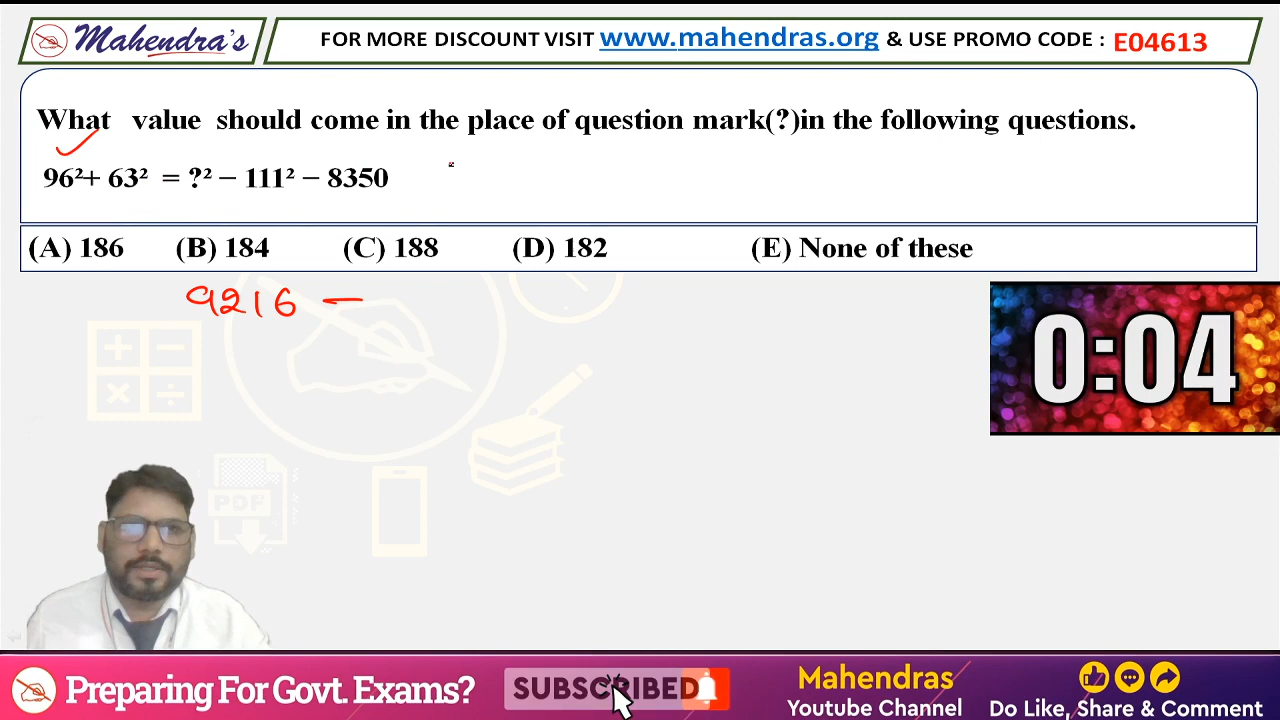 Mahendra's
FOR MORE DISCOUNT VISIT www.mahendras.org & USE PROMO CODE : E04613
What value should come in the place of question mark(?)in the following questions.
96²+ 63² = ?² − 111² − 8350
(A) 186 (B) 184 (C) 188 (D) 182 (E) None of these
9216 −
0:04
PDF
Preparing For Govt. Exams?
SUBSCRIBED
Mahendras
Youtube Channel
Do Like, Share & Comment